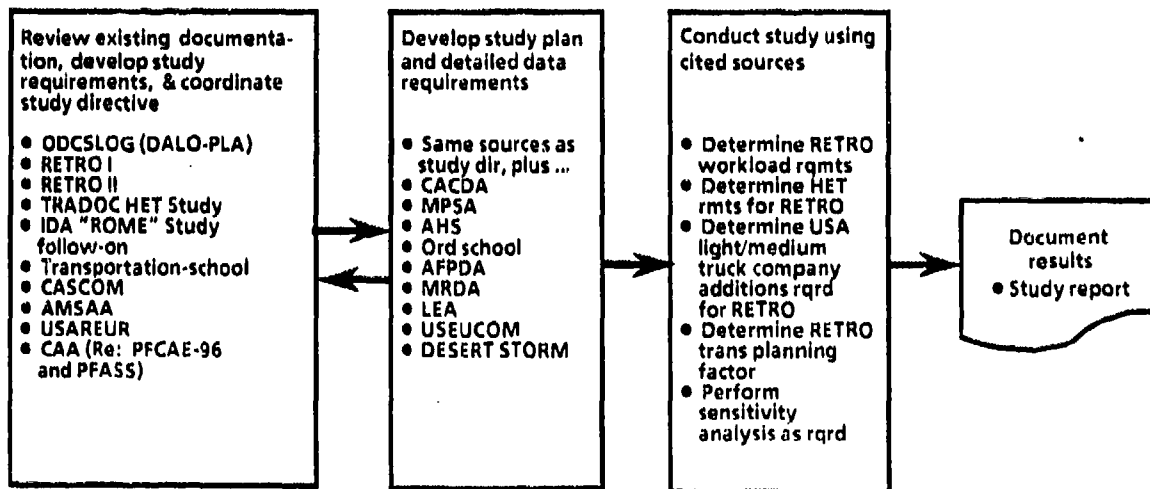 Review existing documenta-
tion, develop study
requirements, & coordinate
study directive
● ODCSLOG (DALO-PLA)
● RETRO I
● RETRO II
● TRADOC HET Study
● IDA "ROME" Study
follow-on
● Transportation-school
● CASCOM
● AMSAA
● USAREUR
● CAA (Re: PFCAE-96
and PFASS)
Develop study plan
and detailed data
requirements
● Same sources as
study dir, plus ...
● CACDA
● MPSA
● AHS
● Ord school
● AFPDA
● MRDA
● LEA
● USEUCOM
● DESERT STORM
Conduct study using
cited sources
● Determine RETRO
workload rqmts
● Determine HET
rmts for RETRO
● Determine USA
light/medium
truck company
additions rqrd
for RETRO
● Determine RETRO
trans planning
factor
● Perform
sensitivity
analysis as rqrd
Document
results
● Study report